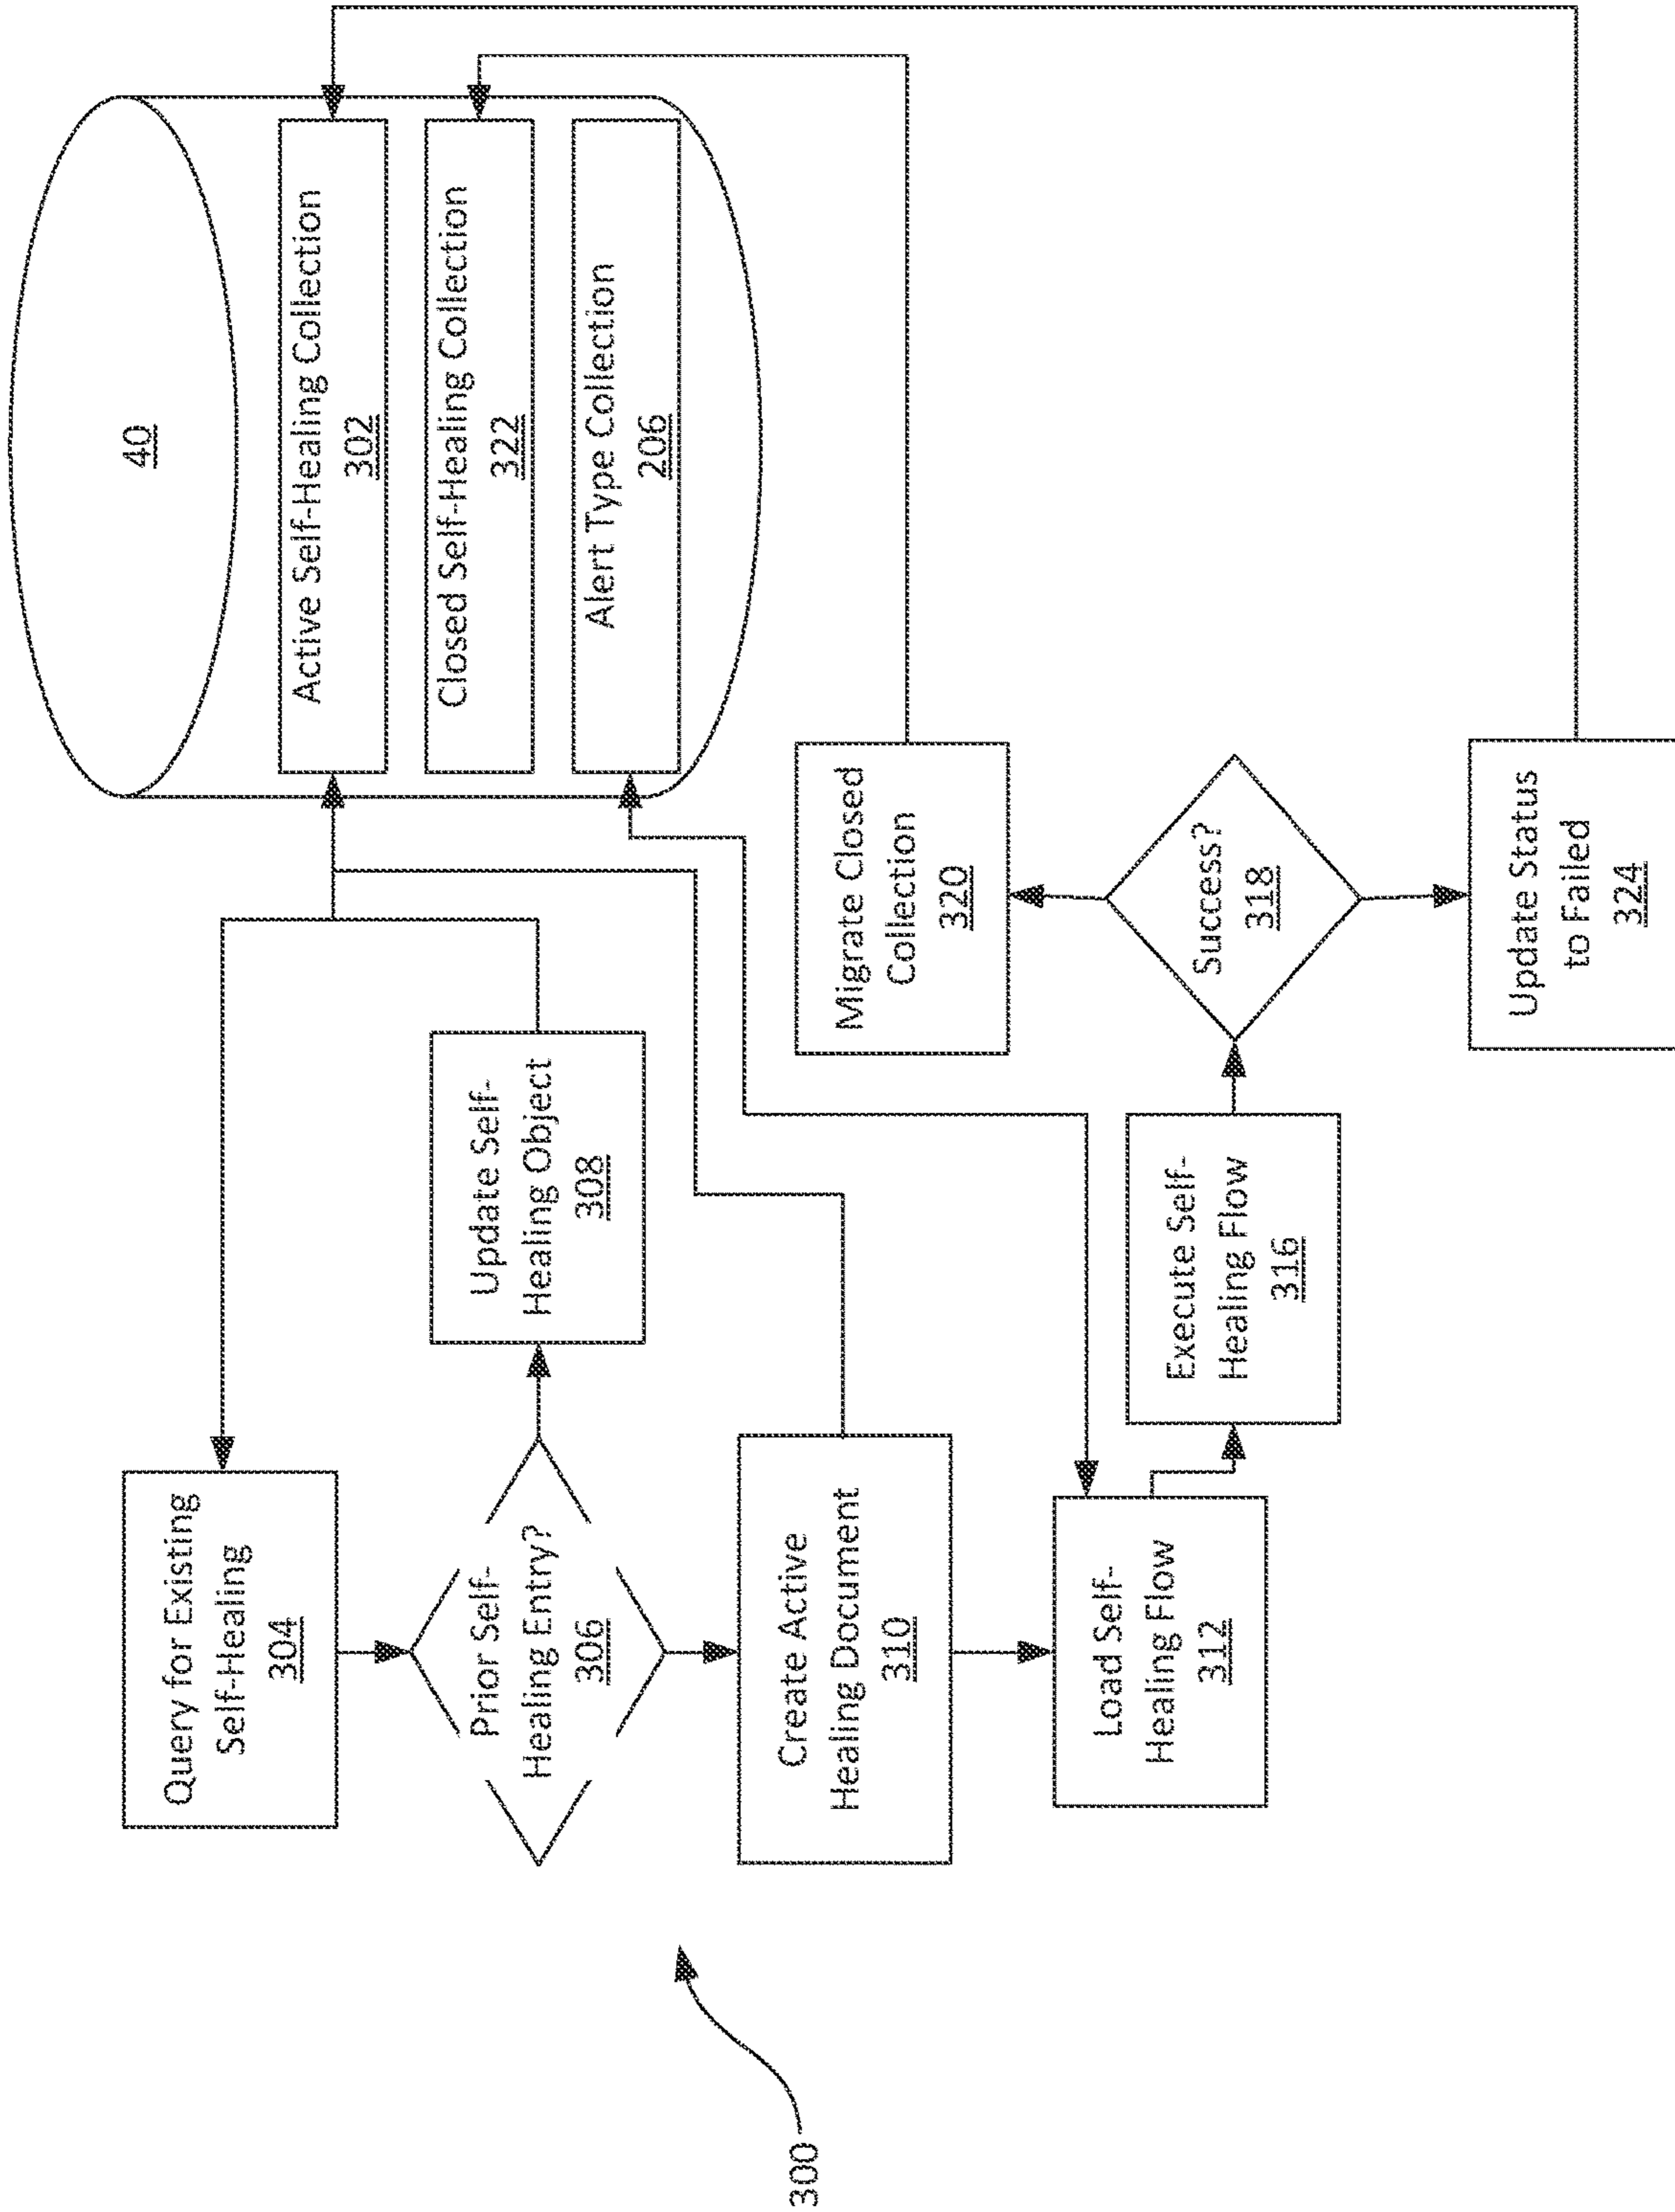 40
Active Self-Healing Collection
302
Closed Self-Healing Collection
322
Alert Type Collection
206
Query for Existing
Self-Healing
304
Prior Self-
Healing Entry?
306
Update Self-
Healing Object
308
Create Active
Healing Document
310
Load Self-
Healing Flow
312
Execute Self-
Healing Flow
316
Success?
318
Migrate Closed
Collection
320
Update Status
to Failed
324
300